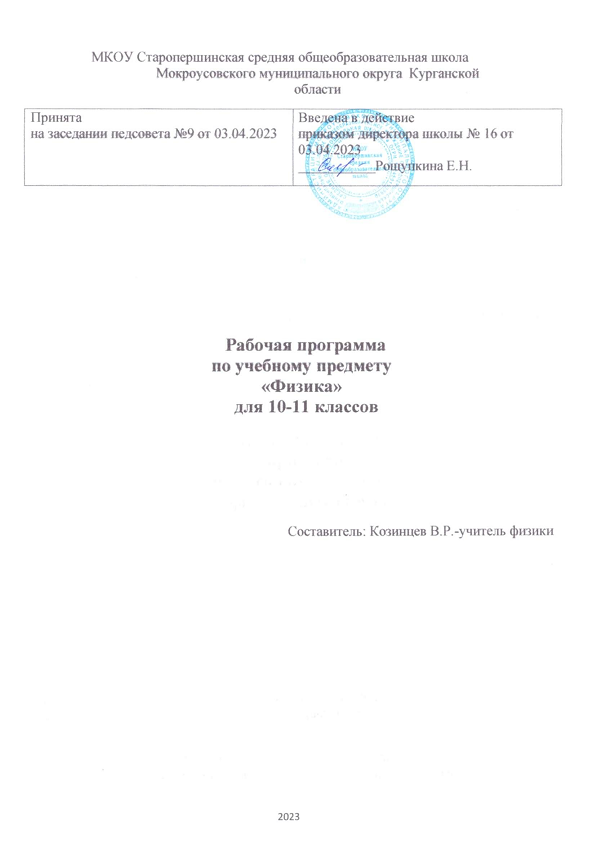 МКОУ Старопершинская средняя общеобразовательная школа
Мокроусовского муниципального округа Курганской
области
Принята
на заседании педсовета №9 от 03.04.2023
Введена в действие
приказом директора школы № 16 от
03.04.2023
___________Рощупкина Е.Н.
Рабочая программа
по учебному предмету
«Физика»
для 10-11 классов
Составитель: Козинцев В.Р.-учитель физики
2023